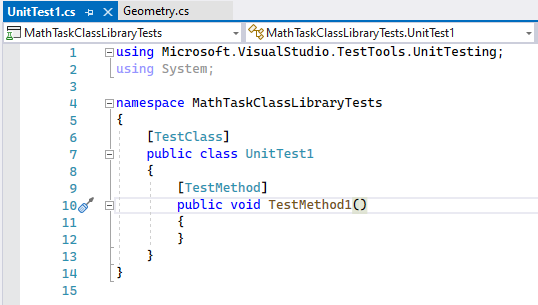 UnitTest1.cs Geometry.cs
MathTaskClassLibraryTests MathTaskClassLibraryTests.UnitTest1
1 using Microsoft.VisualStudio.TestTools.UnitTesting;
2 using System;
3
4 namespace MathTaskClassLibraryTests
5 {
6 [TestClass]
7 public class UnitTest1
8 {
9 [TestMethod]
10 public void TestMethod1()
11 {
12 }
13 }
14 }
15